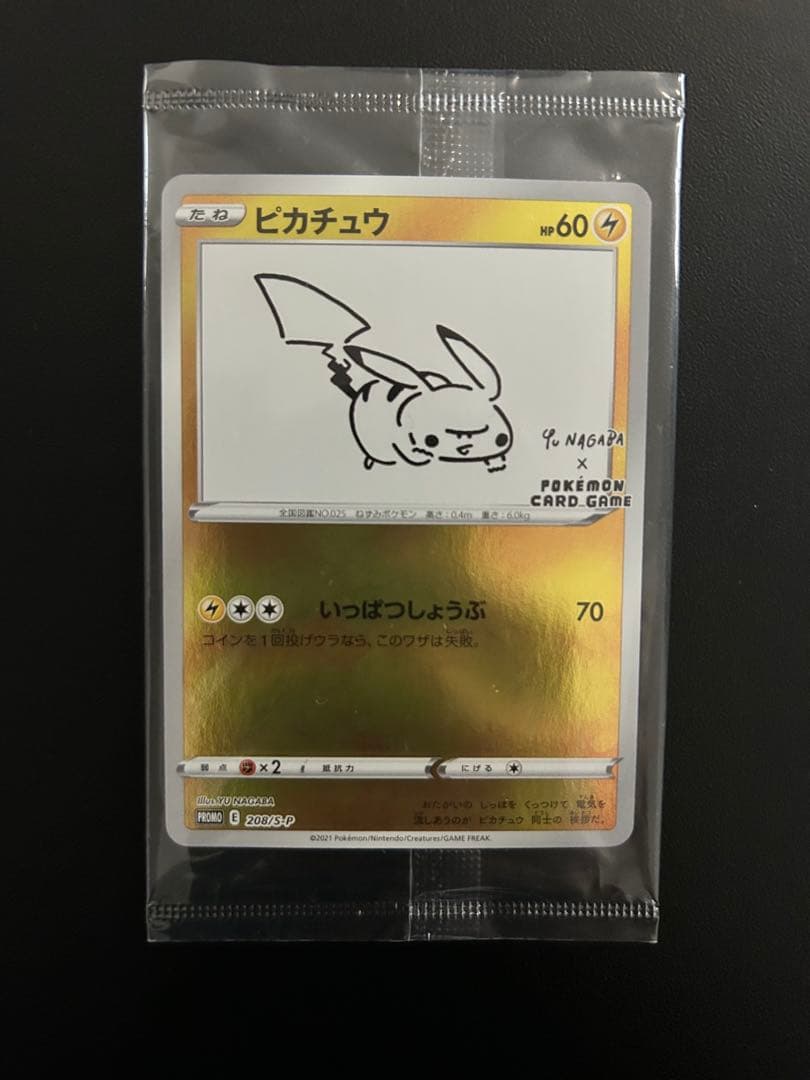 たね ピカチュウ HP60
YU NAGABA
×
POKÉMON
CARD GAME
全国図鑑NO.025 ねずみポケモン 高さ:0.4m 重さ:6.0kg
いっぱつしょうぶ 70
コインを1回投げウラなら、このワザは失敗。
弱点 ×2 抵抗力 にげる
Illus. YU NAGABA
PROMO E 208/S-P
おたがいの しっぽを くっつけて 電気を
流しあうのが ピカチュウ 同士の 挨拶だ。
©2021 Pokémon/Nintendo/Creatures/GAME FREAK.